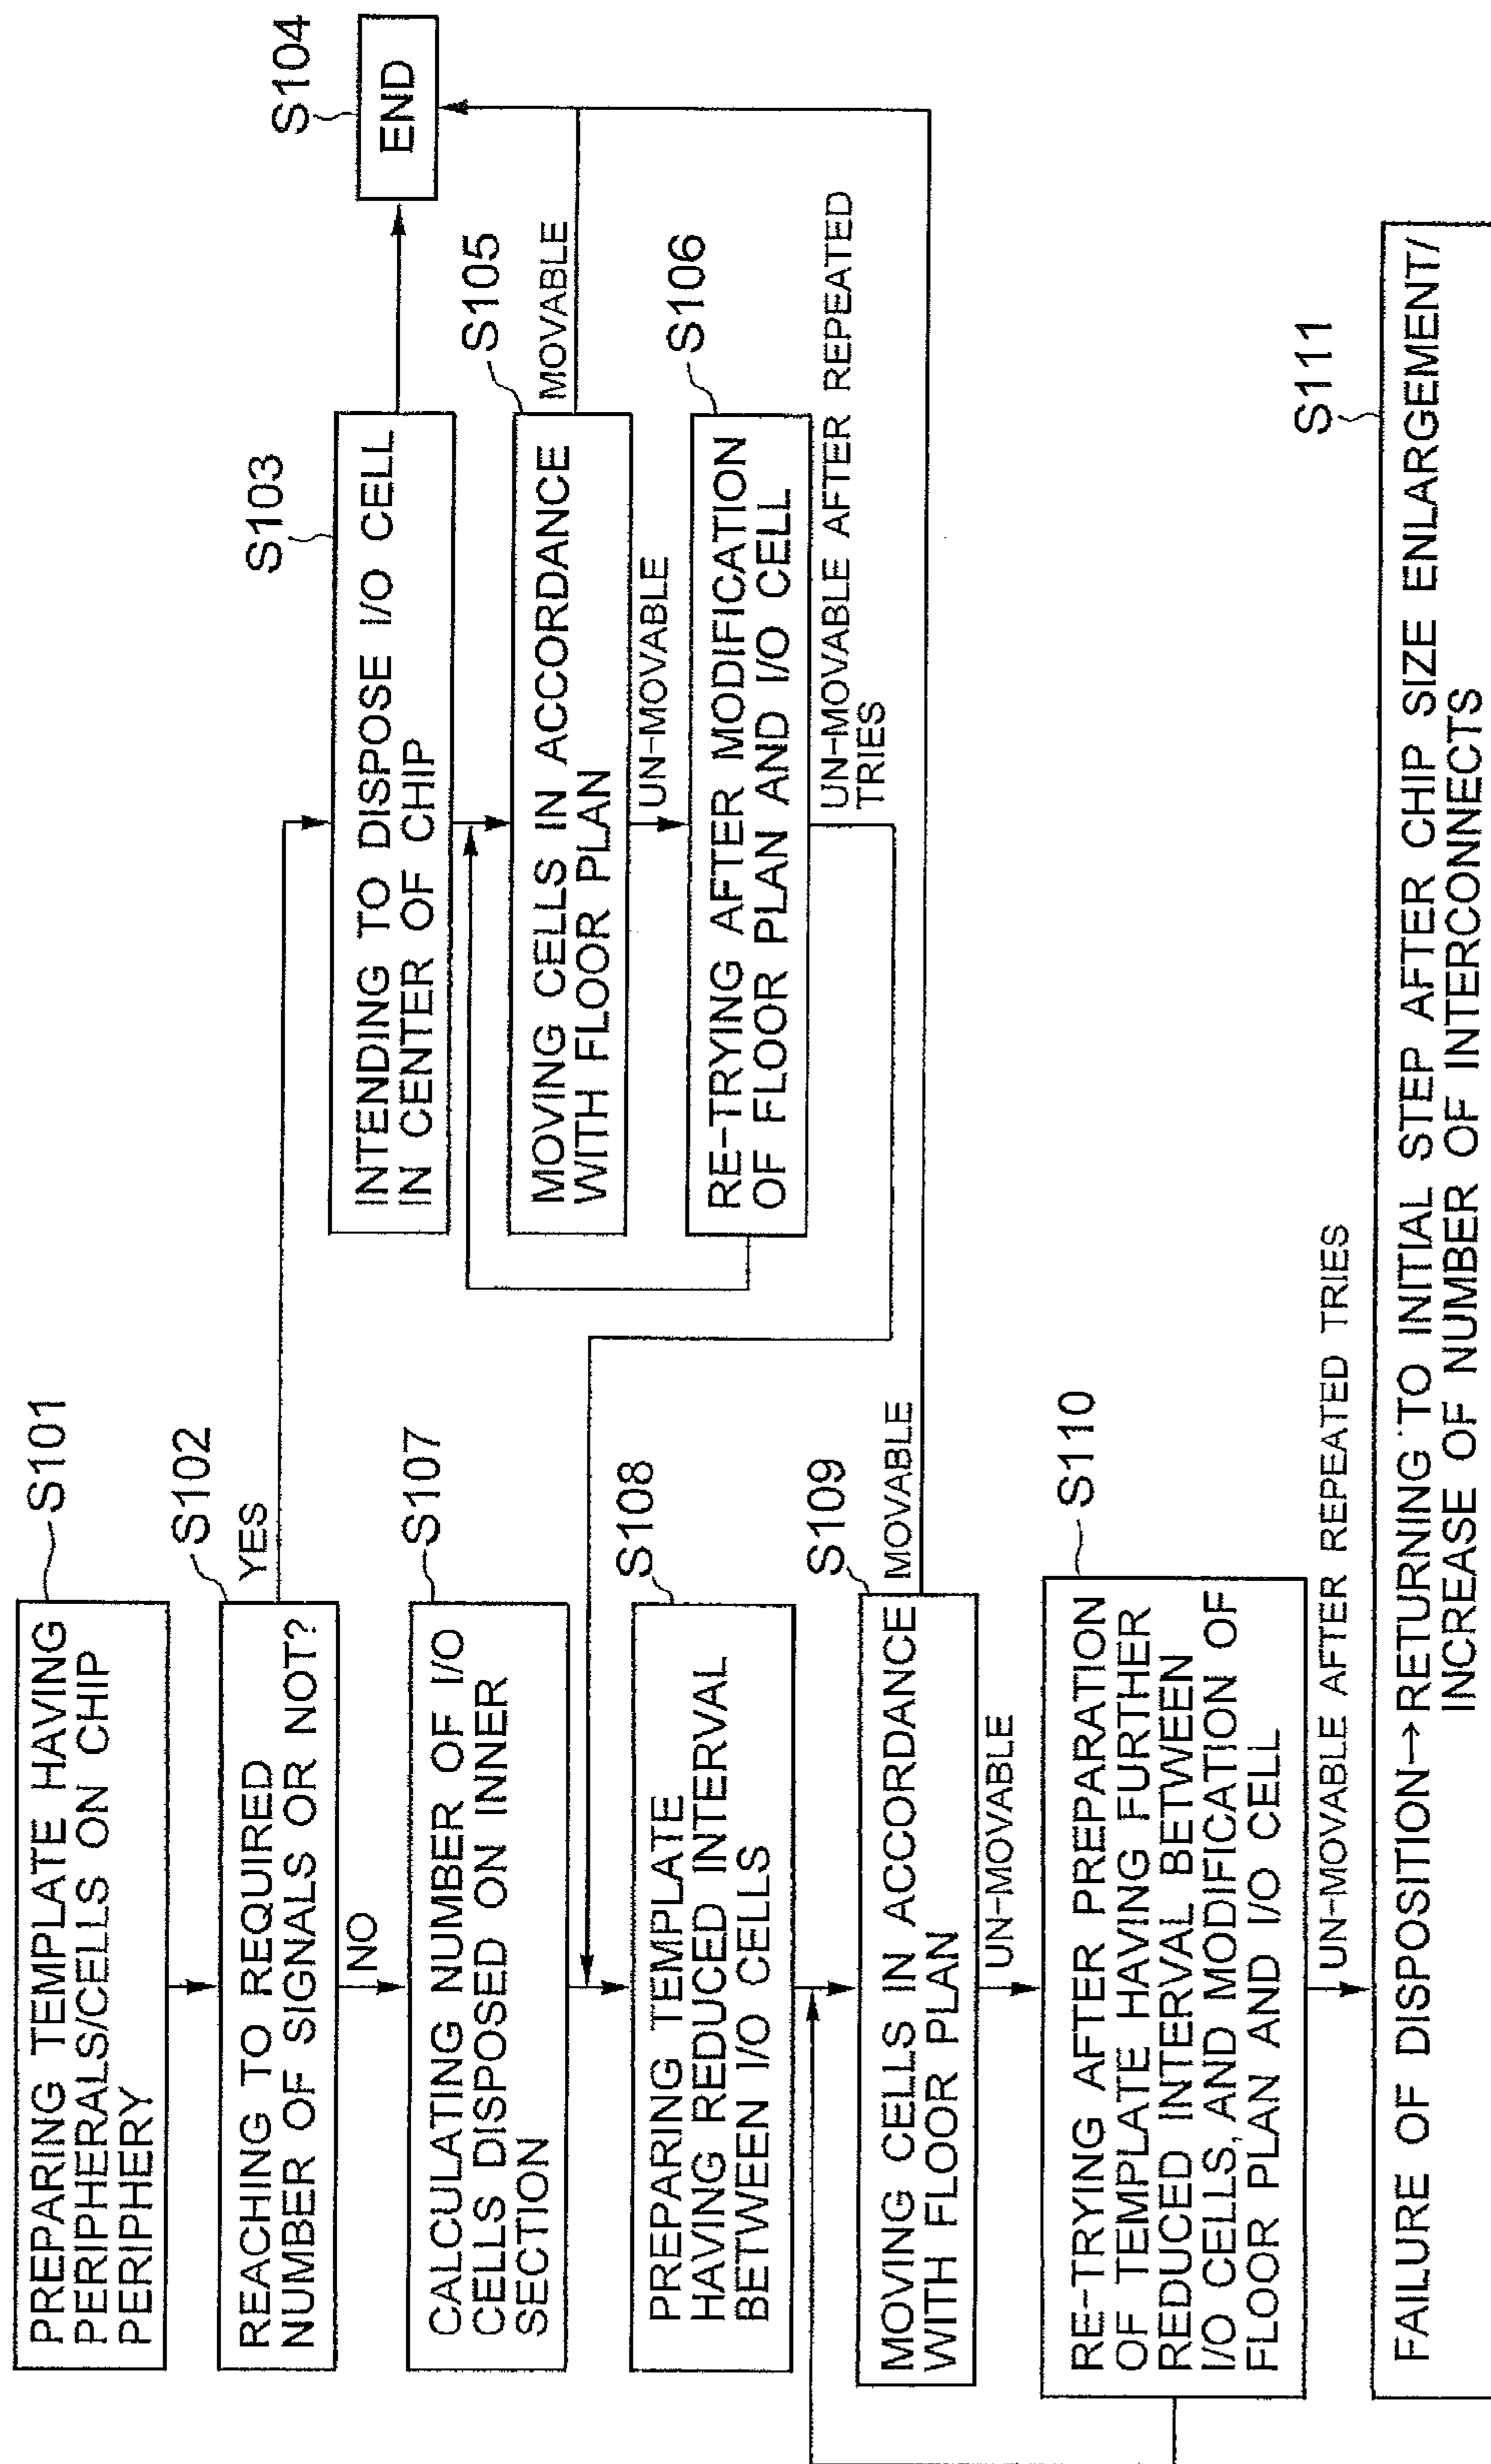 PREPARING TEMPLATE HAVING
PERIPHERALS/CELLS ON CHIP
PERIPHERY
S101
REACHING TO REQUIRED
NUMBER OF SIGNALS OR NOT?
S102
YES
NO
INTENDING TO DISPOSE I/O CELL
IN CENTER OF CHIP
S103
END
S104
MOVING CELLS IN ACCORDANCE
WITH FLOOR PLAN
S105
MOVABLE
UN-MOVABLE
RE-TRYING AFTER MODIFICATION
OF FLOOR PLAN AND I/O CELL
S106
UN-MOVABLE AFTER REPEATED
TRIES
CALCULATING NUMBER OF I/O
CELLS DISPOSED ON INNER
SECTION
S107
PREPARING TEMPLATE
HAVING REDUCED INTERVAL
BETWEEN I/O CELLS
S108
MOVING CELLS IN ACCORDANCE
WITH FLOOR PLAN
S109
MOVABLE
UN-MOVABLE
RE-TRYING AFTER PREPARATION
OF TEMPLATE HAVING FURTHER
REDUCED INTERVAL BETWEEN
I/O CELLS, AND MODIFICATION OF
FLOOR PLAN AND I/O CELL
S110
UN-MOVABLE AFTER REPEATED TRIES
FAILURE OF DISPOSITION→RETURNING TO INITIAL STEP AFTER CHIP SIZE ENLARGEMENT/
INCREASE OF NUMBER OF INTERCONNECTS
S111